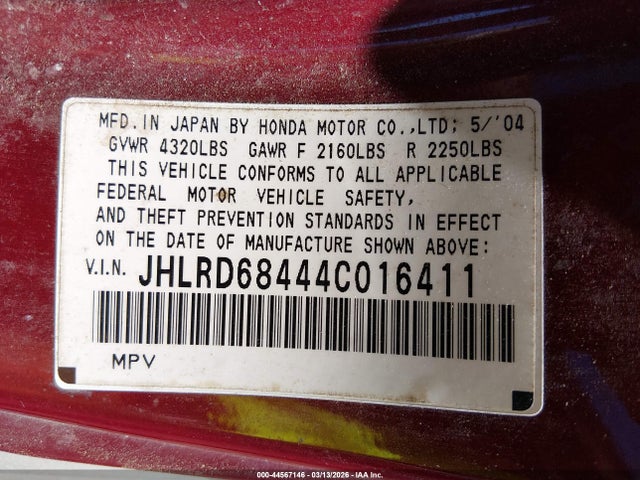 MFD. IN JAPAN BY HONDA MOTOR CO.,LTD; 5/'04
GVWR 4320LBS GAWR F 2160LBS R 2250LBS
THIS VEHICLE CONFORMS TO ALL APPLICABLE
FEDERAL MOTOR VEHICLE SAFETY,
AND THEFT PREVENTION STANDARDS IN EFFECT
ON THE DATE OF MANUFACTURE SHOWN ABOVE:
V.I.N. JHLRD68444C016411
MPV
000-44567146 - 03/13/2026 - IAA Inc.